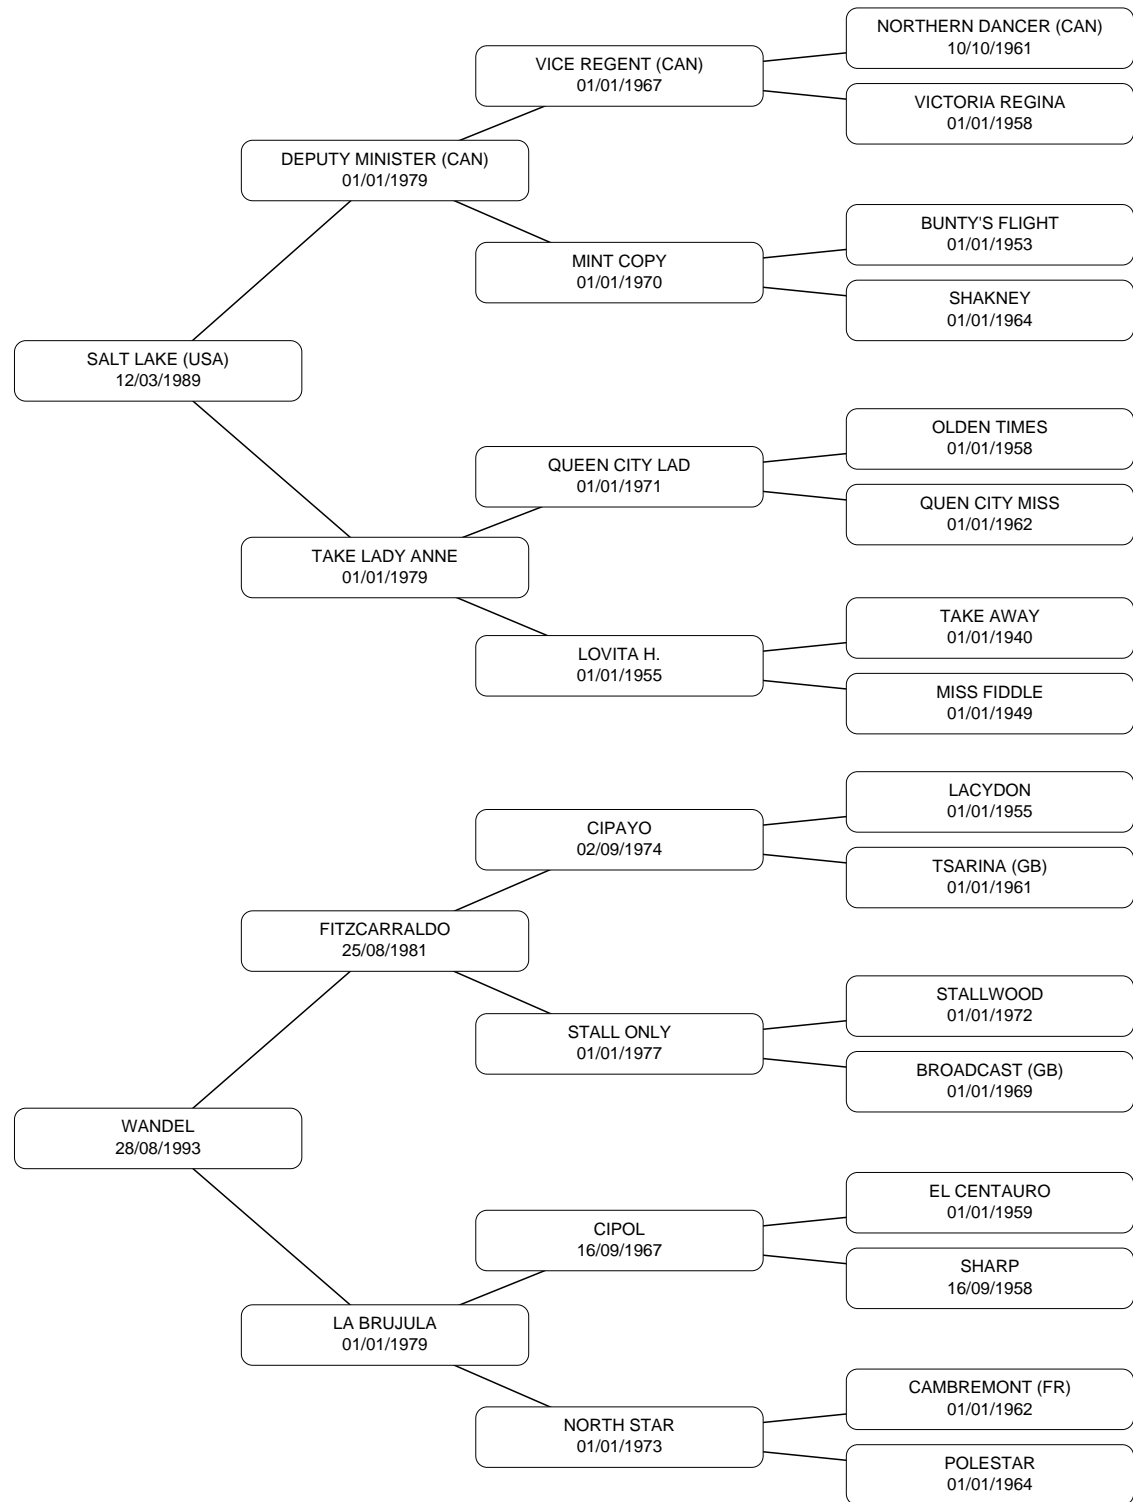 NORTHERN DANCER (CAN)
10/10/1961
VICE REGENT (CAN)
01/01/1967
VICTORIA REGINA
01/01/1958
DEPUTY MINISTER (CAN)
01/01/1979
BUNTY'S FLIGHT
01/01/1953
MINT COPY
01/01/1970
SHAKNEY
01/01/1964
SALT LAKE (USA)
12/03/1989
OLDEN TIMES
01/01/1958
QUEEN CITY LAD
01/01/1971
QUEN CITY MISS
01/01/1962
TAKE LADY ANNE
01/01/1979
TAKE AWAY
01/01/1940
LOVITA H.
01/01/1955
MISS FIDDLE
01/01/1949
LACYDON
01/01/1955
CIPAYO
02/09/1974
TSARINA (GB)
01/01/1961
FITZCARRALDO
25/08/1981
STALLWOOD
01/01/1972
STALL ONLY
01/01/1977
BROADCAST (GB)
01/01/1969
WANDEL
28/08/1993
EL CENTAURO
01/01/1959
CIPOL
16/09/1967
SHARP
16/09/1958
LA BRUJULA
01/01/1979
CAMBREMONT (FR)
01/01/1962
NORTH STAR
01/01/1973
POLESTAR
01/01/1964